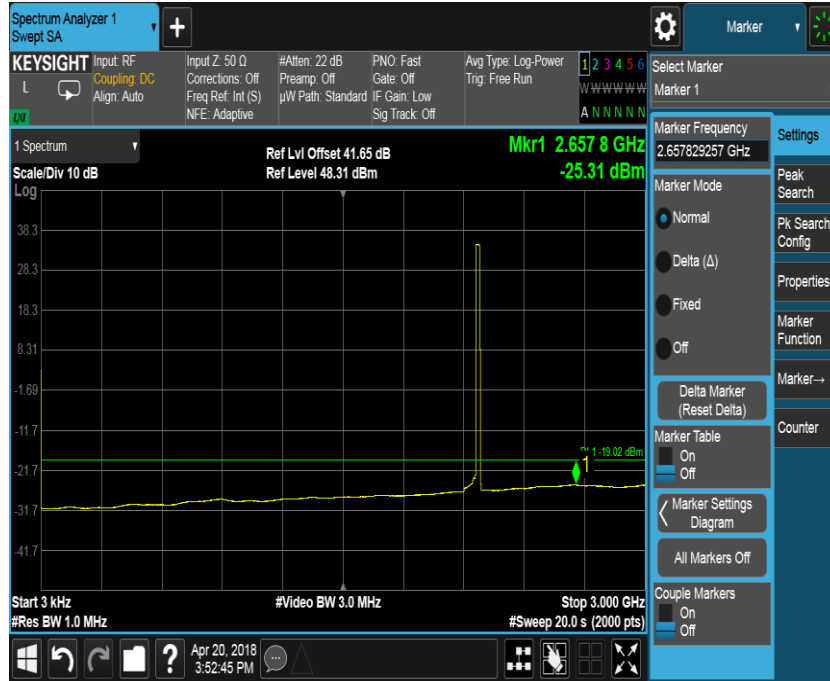 Spectrum Analyzer 1
Swept SA
+
Marker
KEYSIGHT
L
LXI
Input: RF
Coupling: DC
Align: Auto
Input Z: 50 Ω
Corrections: Off
Freq Ref: Int (S)
NFE: Adaptive
#Atten: 22 dB
Preamp: Off
µW Path: Standard
PNO: Fast
Gate: Off
IF Gain: Low
Sig Track: Off
Avg Type: Log-Power
Trig: Free Run
1 2 3 4 5 6
W W W W W W
A N N N N N
Select Marker
Marker 1
1 Spectrum
Scale/Div 10 dB
Log
Ref Lvl Offset 41.65 dB
Ref Level 48.31 dBm
Mkr1 2.657 8 GHz
-25.31 dBm
38.3
28.3
18.3
8.31
-1.69
-11.7
-21.7
-31.7
-41.7
1 -19.02 dBm
1
Start 3 kHz
#Res BW 1.0 MHz
#Video BW 3.0 MHz
Stop 3.000 GHz
#Sweep 20.0 s (2000 pts)
Marker Frequency
2.657829257 GHz
Marker Mode
Normal
Delta (Δ)
Fixed
Off
Delta Marker
(Reset Delta)
Marker Table
On
Off
Marker Settings
Diagram
All Markers Off
Couple Markers
On
Off
Settings
Peak
Search
Pk Search
Config
Properties
Marker
Function
Marker→
Counter
?
Apr 20, 2018
3:52:45 PM